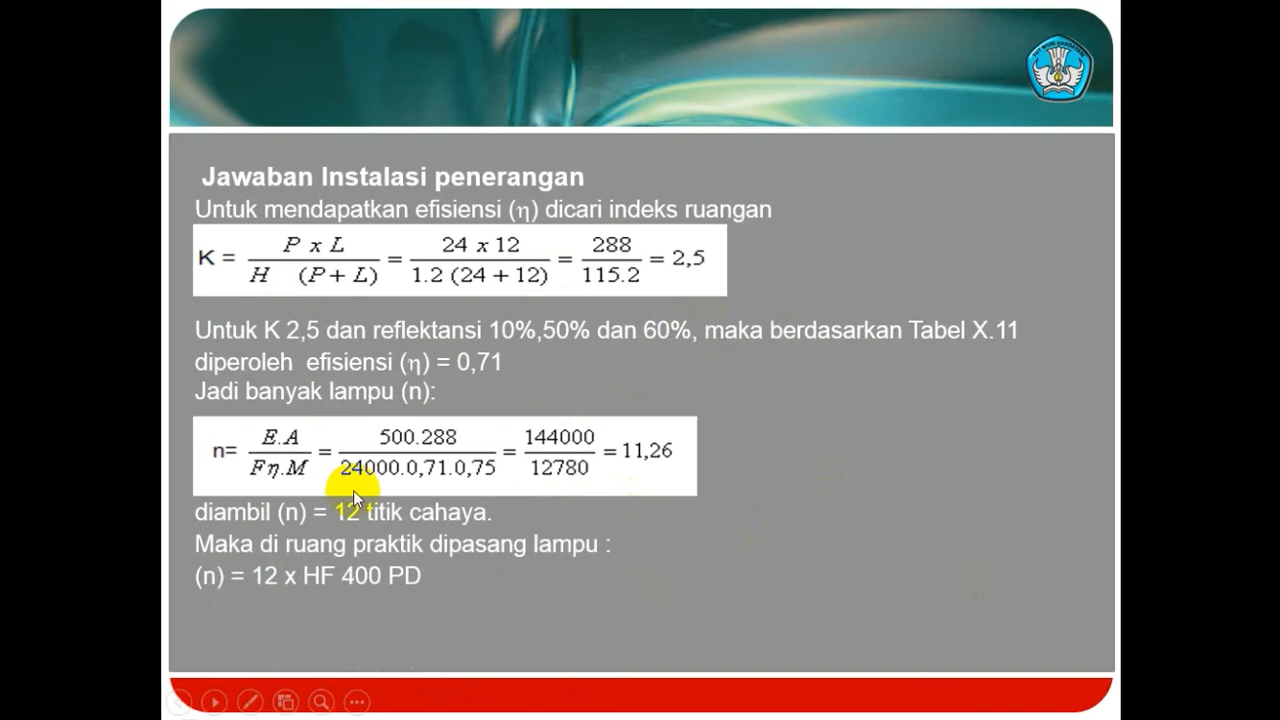 Jawaban Instalasi penerangan
Untuk mendapatkan efisiensi (η) dicari indeks ruangan
K = P x L / H (P + L) = 24 x 12 / 1.2 (24 + 12) = 288 / 115.2 = 2,5
Untuk K 2,5 dan reflektansi 10%,50% dan 60%, maka berdasarkan Tabel X.11
diperoleh efisiensi (η) = 0,71
Jadi banyak lampu (n):
n= E.A / Fη.M = 500.288 / 24000.0,71.0,75 = 144000 / 12780 = 11,26
diambil (n) = 12 titik cahaya.
Maka di ruang praktik dipasang lampu :
(n) = 12 x HF 400 PD